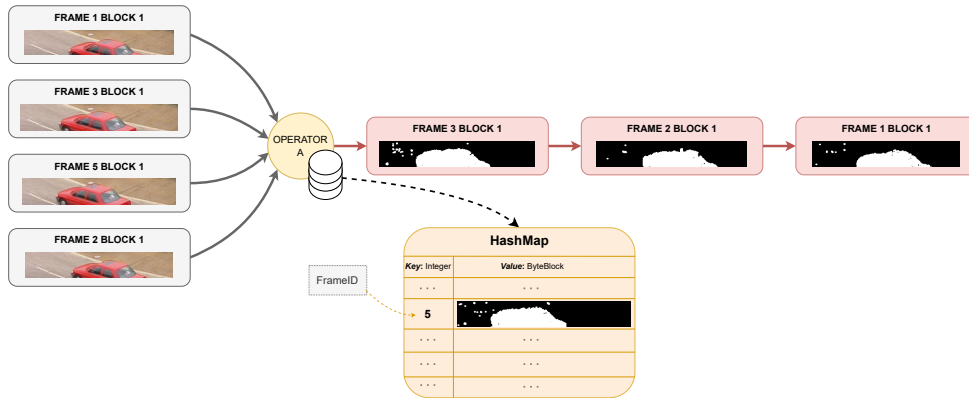 FRAME 1 BLOCK 1
FRAME 3 BLOCK 1
FRAME 5 BLOCK 1
FRAME 2 BLOCK 1
OPERATOR
A
FRAME 3 BLOCK 1
FRAME 2 BLOCK 1
FRAME 1 BLOCK 1
HashMap
Key: Integer
Value: ByteBlock
. . .
. . .
FrameID
5
. . .
. . .
. . .
. . .
. . .
. . .